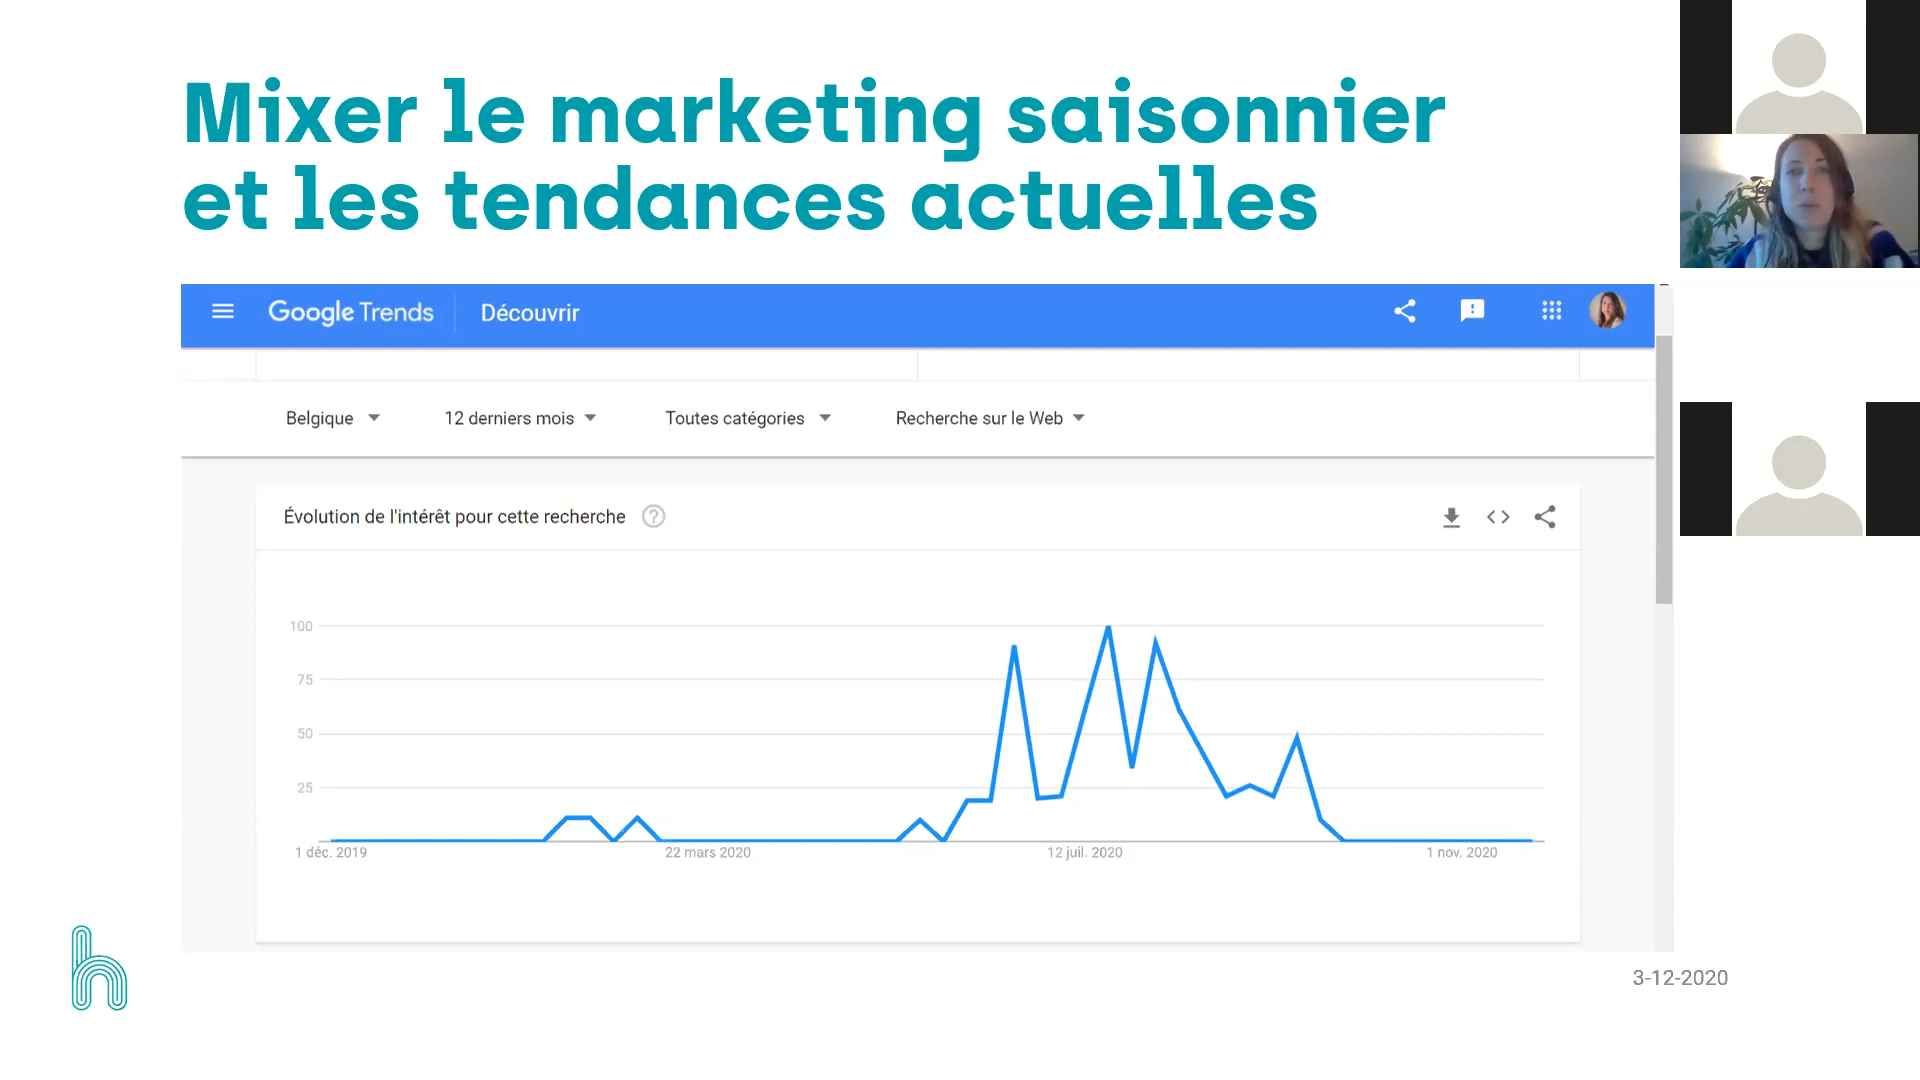 Mixer le marketing saisonnier
et les tendances actuelles
Google Trends
Découvrir
Belgique
12 derniers mois
Toutes catégories
Recherche sur le Web
Évolution de l'intérêt pour cette recherche
?
100
75
50
25
1 déc. 2019
22 mars 2020
12 juil. 2020
1 nov. 2020
h
3-12-2020